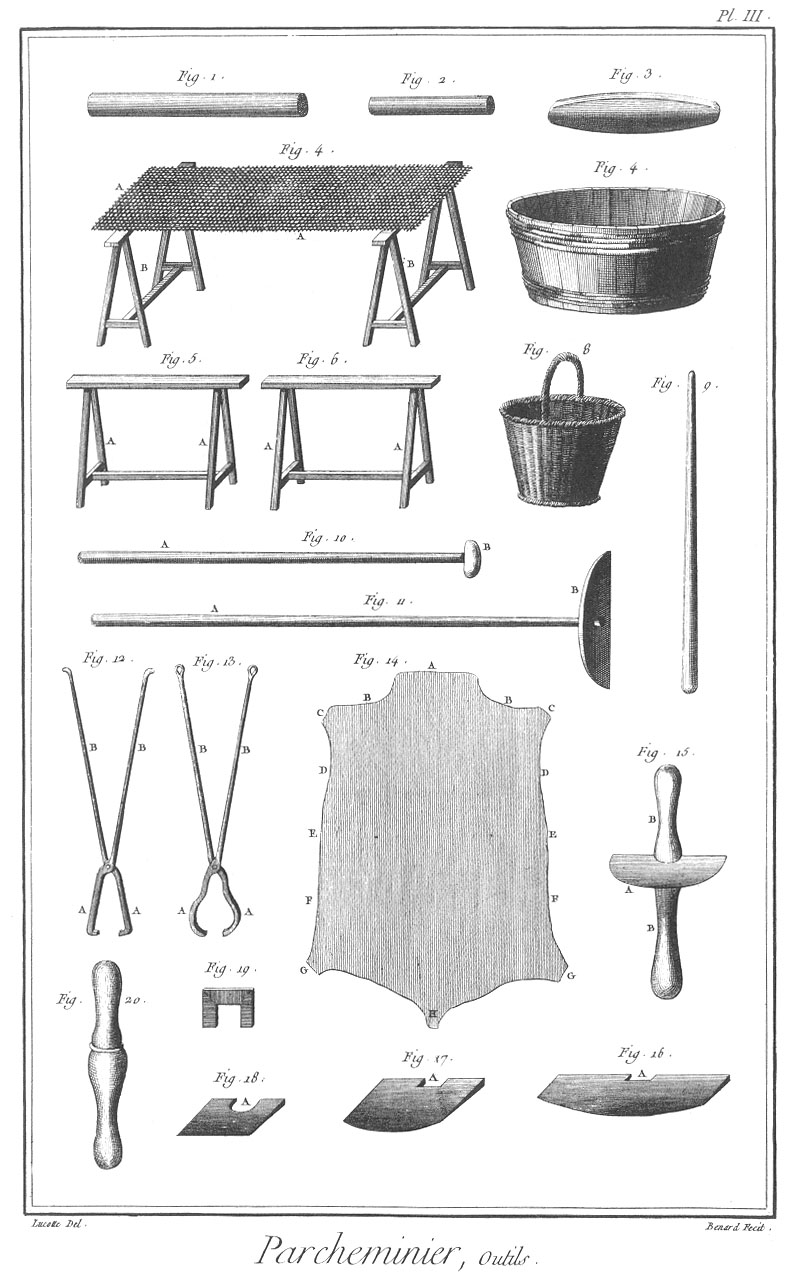 Pl. III.
Fig. 1.
Fig. 2.
Fig. 3.
Fig. 4.
A
A
B
B
Fig. 4.
Fig. 5.
A
A
Fig. 6.
A
A
Fig. 8
Fig. 9.
Fig. 10.
A
B
Fig. 11
A
B
Fig. 12.
B
B
A
A
Fig. 13.
B
B
A
A
Fig. 14.
A
B
B
C
C
D
D
E
E
F
F
G
G
H
Fig. 15.
B
A
B
Fig. 20.
Fig. 19.
Fig. 18.
A
Fig. 17.
A
Fig. 16.
A
Lucotte Del.
Benard Fecit.
Parcheminier, Outils.